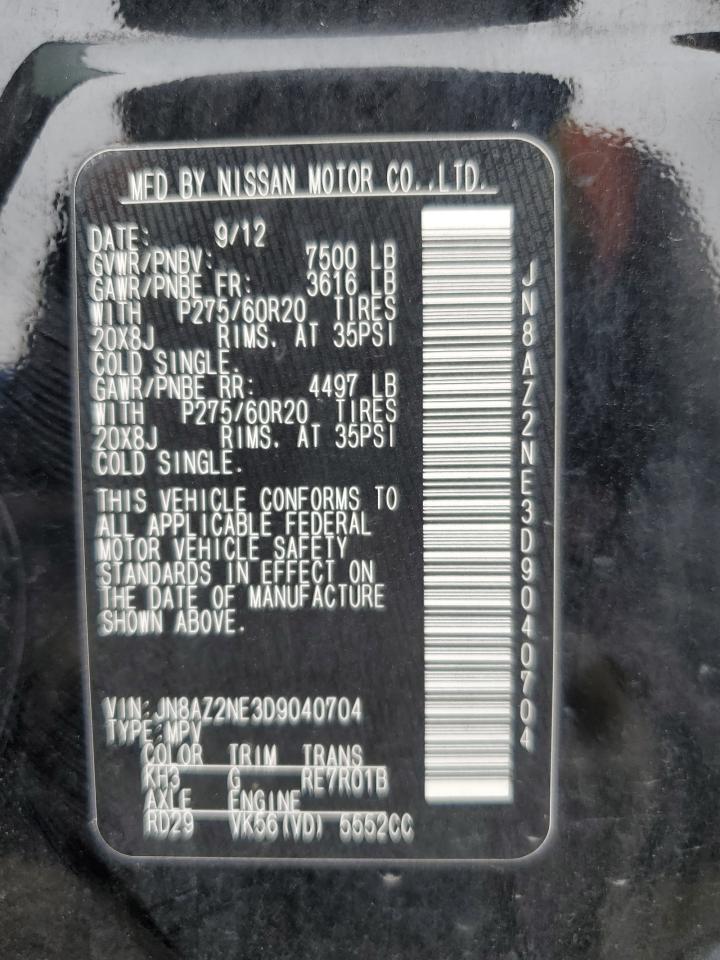 MFD BY NISSAN MOTOR CO.,LTD.
DATE: 9/12
GVWR/PNBV: 7500 LB
GAWR/PNBE FR: 3616 LB
WITH P275/60R20 TIRES
20X8J RIMS. AT 35PSI
COLD SINGLE.
GAWR/PNBE RR: 4497 LB
WITH P275/60R20 TIRES
20X8J RIMS. AT 35PSI
COLD SINGLE.
THIS VEHICLE CONFORMS TO
ALL APPLICABLE FEDERAL
MOTOR VEHICLE SAFETY
STANDARDS IN EFFECT ON
THE DATE OF MANUFACTURE
SHOWN ABOVE.
VIN:JN8AZ2NE3D9040704
TYPE:MPV
COLOR TRIM TRANS
KH3 G RE7R01B
AXLE ENGINE
RD29 VK56(VD) 5552CC
JN8AZ2NE3D9040704